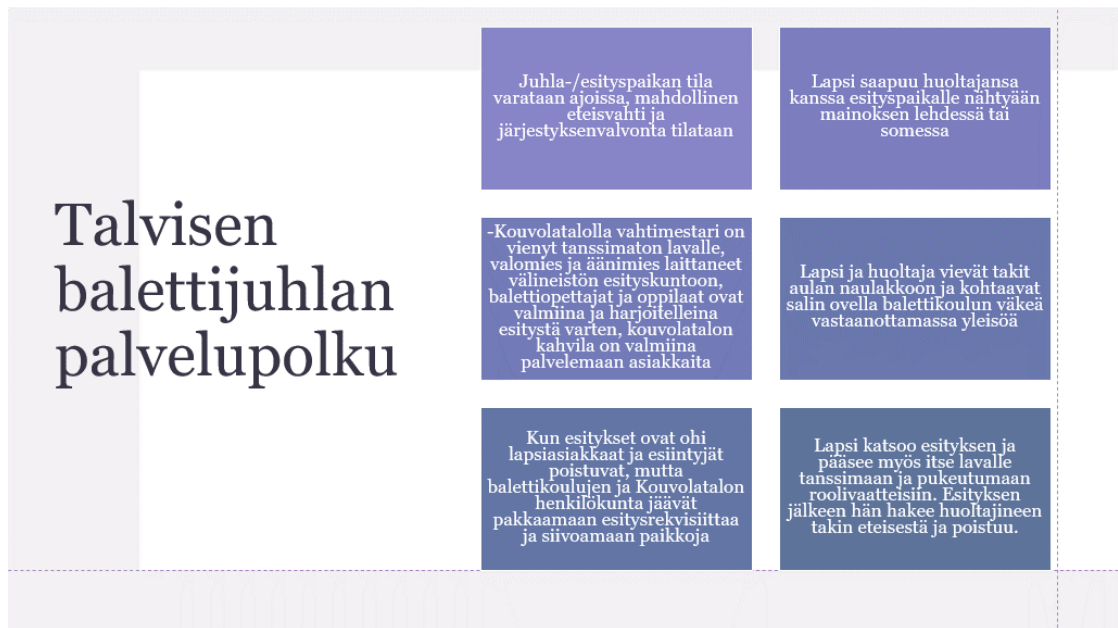 Talvisen
balettijuhlan
palvelupolku
Juhla-/esityspaikan tila
varataan ajoissa, mahdollinen
eteisvahti ja
järjestyksenvalvonta tilataan
Lapsi saapuu huoltajansa
kanssa esityspaikalle nähtyään
mainoksen lehdessä tai
somessa
-Kouvolatalolla vahtimestari on
vienyt tanssimaton lavalle,
valomies ja äänimies laittaneet
välineistön esityskuntoon,
balettiopettajat ja oppilaat ovat
valmiina ja harjoitelleina
esitystä varten, kouvolatalon
kahvila on valmiina
palvelemaan asiakkaita
Lapsi ja huoltaja vievät takit
aulan naulakkoon ja kohtaavat
salin ovella balettikoulun väkeä
vastaanottamassa yleisöä
Kun esitykset ovat ohi
lapsiasiakkaat ja esiintyjät
poistuvat, mutta
balettikoulujen ja Kouvolatalon
henkilökunta jäävät
pakkaamaan esitysrekvisiittaa
ja siivoamaan paikkoja
Lapsi katsoo esityksen ja
pääsee myös itse lavalle
tanssimaan ja pukeutumaan
roolivaatteisiin. Esityksen
jälkeen hän hakee huoltajineen
takin eteisestä ja poistuu.